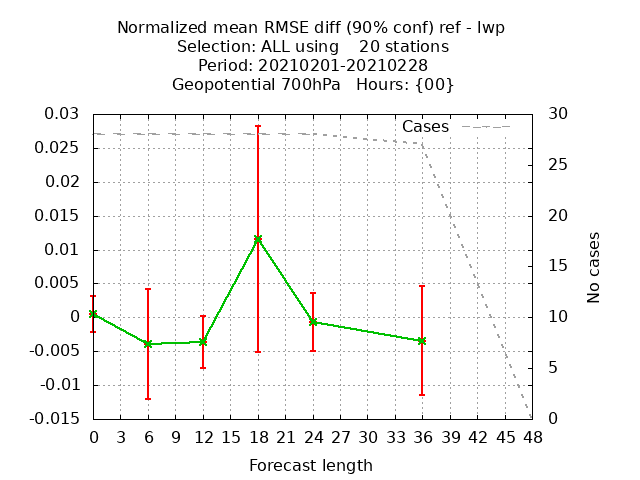 Normalized mean RMSE diff (90% conf) ref - lwp
Selection: ALL using    20 stations
Period: 20210201-20210228
Geopotential 700hPa   Hours: {00}
Cases
0.03
0.025
0.02
0.015
0.01
0.005
0
-0.005
-0.01
-0.015
30
25
20
15
10
5
0
No cases
0 3 6 9 12 15 18 21 24 27 30 33 36 39 42 45 48
Forecast length